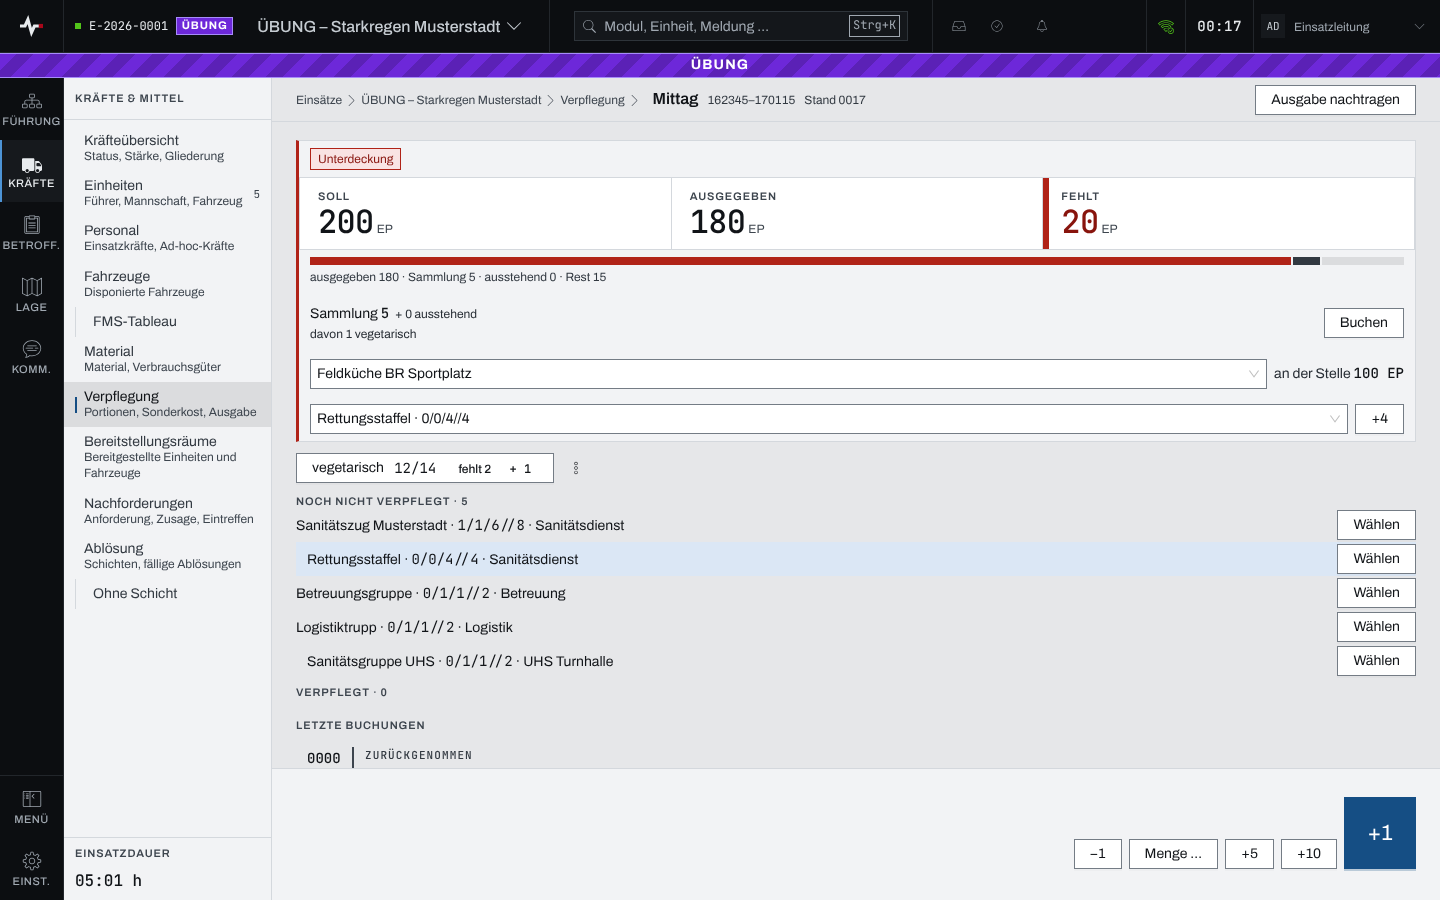 E-2026-0001 ÜBUNG ÜBUNG – Starkregen Musterstadt Modul, Einheit, Meldung ... Strg+K 00:17 AD Einsatzleitung
ÜBUNG
FÜHRUNG
KRÄFTE
BETROFF.
LAGE
KOMM.
MENÜ
EINST.
KRÄFTE & MITTEL
Kräfteübersicht
Status, Stärke, Gliederung
Einheiten
Führer, Mannschaft, Fahrzeug 5
Personal
Einsatzkräfte, Ad-hoc-Kräfte
Fahrzeuge
Disponierte Fahrzeuge
FMS-Tableau
Material
Material, Verbrauchsgüter
Verpflegung
Portionen, Sonderkost, Ausgabe
Bereitstellungsräume
Bereitgestellte Einheiten und
Fahrzeuge
Nachforderungen
Anforderung, Zusage, Eintreffen
Ablösung
Schichten, fällige Ablösungen
Ohne Schicht
EINSATZDAUER
05:01 h
Einsätze ÜBUNG – Starkregen Musterstadt Verpflegung Mittag 162345–170115 Stand 0017 Ausgabe nachtragen
Unterdeckung
SOLL AUSGEGEBEN FEHLT
200 EP 180 EP 20 EP
ausgegeben 180 · Sammlung 5 · ausstehend 0 · Rest 15
Sammlung 5 + 0 ausstehend
davon 1 vegetarisch
Buchen
Feldküche BR Sportplatz an der Stelle 100 EP
Rettungsstaffel · 0/0/4//4 +4
vegetarisch 12/14 fehlt 2 + 1
NOCH NICHT VERPFLEGT · 5
Sanitätszug Musterstadt · 1/1/6//8 · Sanitätsdienst Wählen
Rettungsstaffel · 0/0/4//4 · Sanitätsdienst Wählen
Betreuungsgruppe · 0/1/1//2 · Betreuung Wählen
Logistiktrupp · 0/1/1//2 · Logistik Wählen
Sanitätsgruppe UHS · 0/1/1//2 · UHS Turnhalle Wählen
VERPFLEGT · 0
LETZTE BUCHUNGEN
0000 ZURÜCKGENOMMEN
−1 Menge ... +5 +10 +1